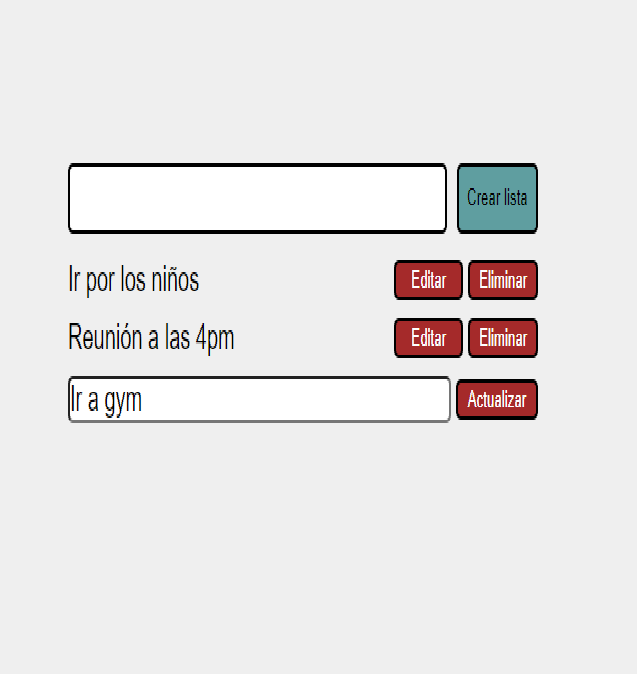 Crear lista
Ir por los niños Editar Eliminar
Reunión a las 4pm Editar Eliminar
Ir a gym Actualizar